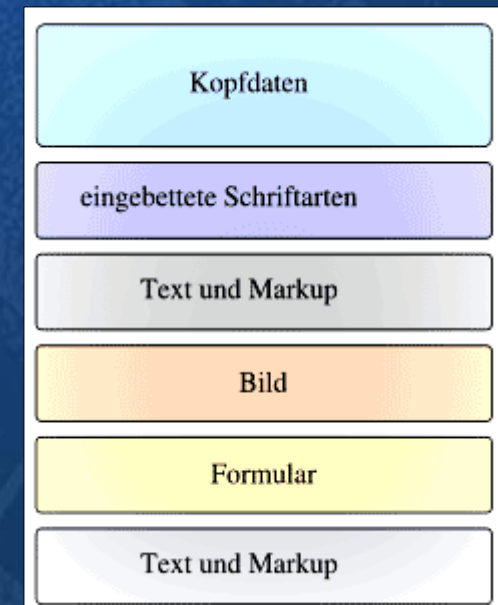 Kopfdaten
eingebettete Schriftarten
Text und Markup
Bild
Formular
Text und Markup